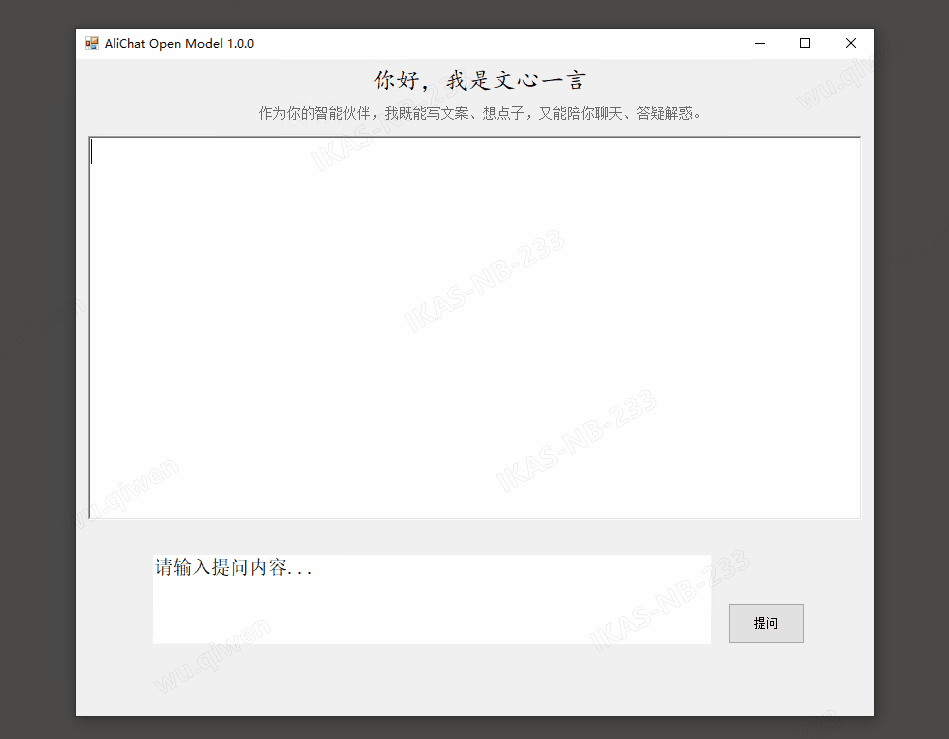 AliChat Open Model 1.0.0
你好，我是文心一言
作为你的智能伙伴，我既能写文案、想点子，又能陪你聊天、答疑解惑。
wu.qiwen
IKAS-NB-233
IKAS-NB-233
IKAS-NB-233
wu.qiwen
请输入提问内容...
IKAS-NB-233
提问
wu.qiwen